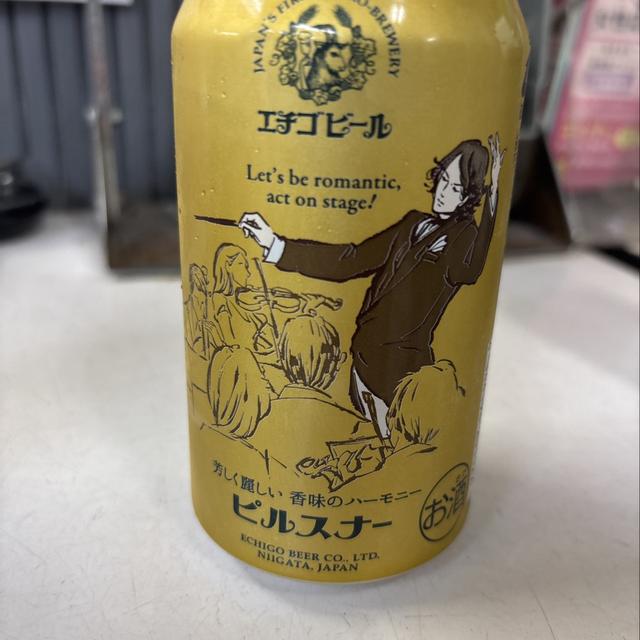 JAPAN'S FIRST
BREWERY
エチゴビール
Let's be romantic,
act on stage!
芳しく麗しい 香味のハーモニー
ピルスナー
お酒
ECHIGO BEER CO., LTD.
NIIGATA, JAPAN